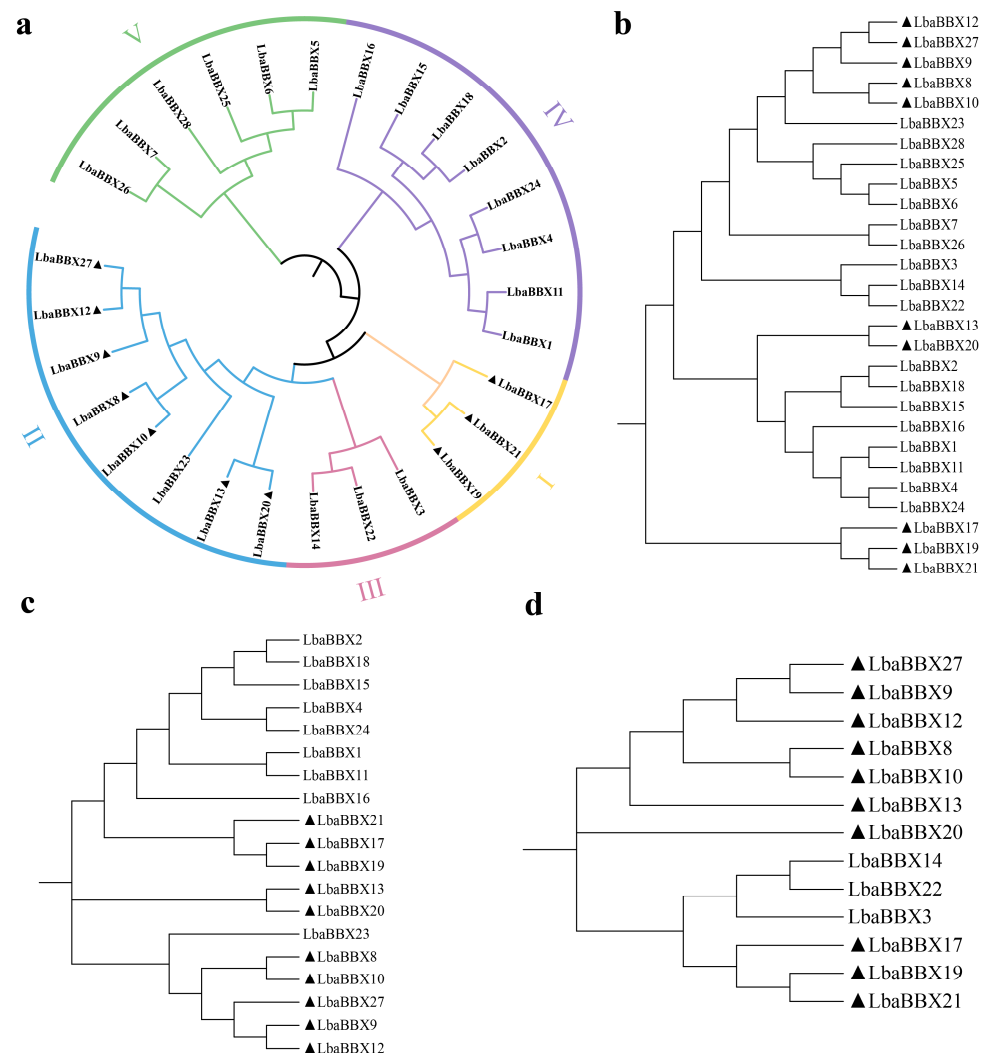 a
V
IV
I
III
II
LbaBBX5
LbaBBX6
LbaBBX25
LbaBBX28
LbaBBX7
LbaBBX26
LbaBBX16
LbaBBX15
LbaBBX18
LbaBBX2
LbaBBX24
LbaBBX4
LbaBBX11
LbaBBX1
▲LbaBBX17
▲LbaBBX21
▲LbaBBX19
LbaBBX3
LbaBBX22
LbaBBX14
LbaBBX20▲
LbaBBX13▲
LbaBBX23
LbaBBX10▲
LbaBBX8▲
LbaBBX9▲
LbaBBX12▲
LbaBBX27▲
b
▲LbaBBX12
▲LbaBBX27
▲LbaBBX9
▲LbaBBX8
▲LbaBBX10
LbaBBX23
LbaBBX28
LbaBBX25
LbaBBX5
LbaBBX6
LbaBBX7
LbaBBX26
LbaBBX3
LbaBBX14
LbaBBX22
▲LbaBBX13
▲LbaBBX20
LbaBBX2
LbaBBX18
LbaBBX15
LbaBBX16
LbaBBX1
LbaBBX11
LbaBBX4
LbaBBX24
▲LbaBBX17
▲LbaBBX19
▲LbaBBX21
c
LbaBBX2
LbaBBX18
LbaBBX15
LbaBBX4
LbaBBX24
LbaBBX1
LbaBBX11
LbaBBX16
▲LbaBBX21
▲LbaBBX17
▲LbaBBX19
▲LbaBBX13
▲LbaBBX20
LbaBBX23
▲LbaBBX8
▲LbaBBX10
▲LbaBBX27
▲LbaBBX9
▲LbaBBX12
d
▲LbaBBX27
▲LbaBBX9
▲LbaBBX12
▲LbaBBX8
▲LbaBBX10
▲LbaBBX13
▲LbaBBX20
LbaBBX14
LbaBBX22
LbaBBX3
▲LbaBBX17
▲LbaBBX19
▲LbaBBX21